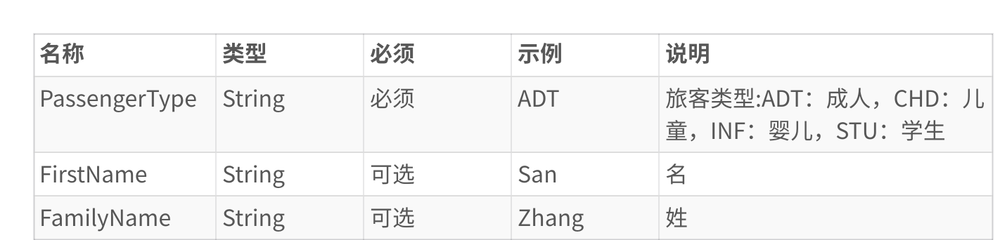 名称 类型 必须 示例 说明
PassengerType String 必须 ADT 旅客类型:ADT：成人，CHD：儿
童，INF：婴儿，STU：学生
FirstName String 可选 San 名
FamilyName String 可选 Zhang 姓